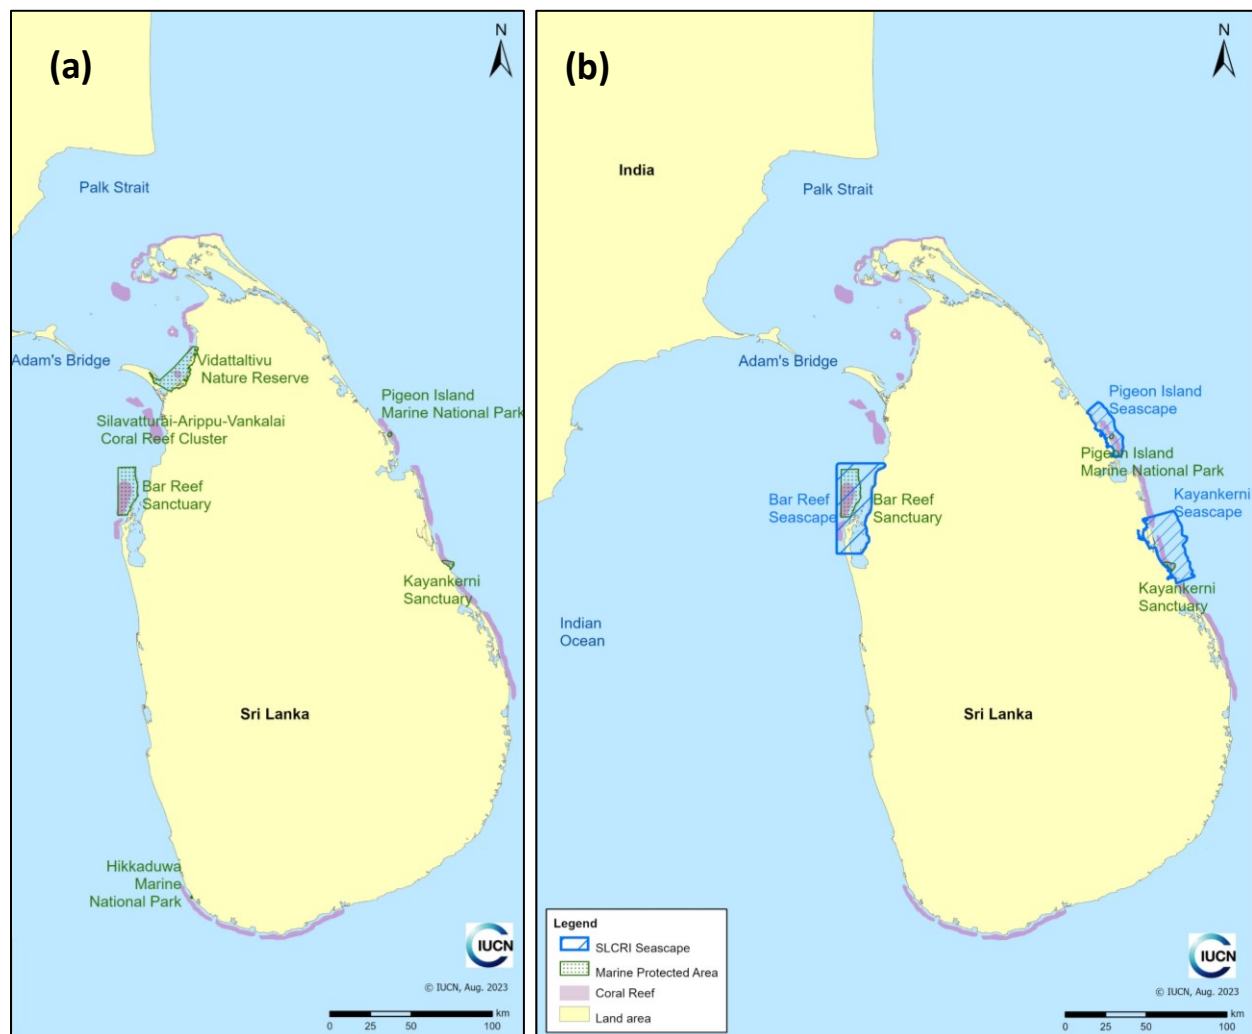 (a)
N
Palk Strait
Adam's Bridge
Vidattaltivu
Nature Reserve
Pigeon Island
Marine National Park
Silavatturai-Arippu-Vankalai
Coral Reef Cluster
Bar Reef
Sanctuary
Kayankerni
Sanctuary
Sri Lanka
Hikkaduwa
Marine
National Park
IUCN
© IUCN, Aug. 2023
km
0 25 50 100
(b)
N
India
Palk Strait
Adam's Bridge
Pigeon Island
Seascape
Pigeon Island
Marine National Park
Bar Reef
Seascape
Bar Reef
Sanctuary
Kayankerni
Seascape
Kayankerni
Sanctuary
Indian
Ocean
Sri Lanka
Legend
SLCRI Seascape
Marine Protected Area
Coral Reef
Land area
IUCN
© IUCN, Aug. 2023
km
0 25 50 100